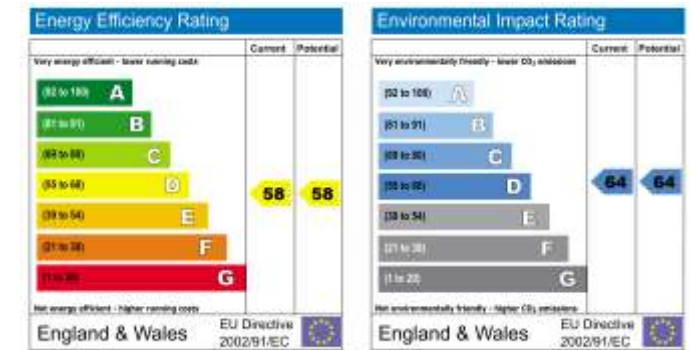 Energy Efficiency Rating
Current Potential
Very energy efficient - lower running costs
(92 to 100) A
(81 to 91) B
(69 to 80) C
(55 to 68) D
58 58
(39 to 54) E
(21 to 38) F
(1 to 20) G
Not energy efficient - higher running costs
England & Wales
EU Directive
2002/91/EC
Environmental Impact Rating
Current Potential
Very environmentally friendly - lower CO₂ emissions
(92 to 100) A
(81 to 91) B
(69 to 80) C
(55 to 68) D
64 64
(39 to 54) E
(21 to 38) F
(1 to 20) G
Not environmentally friendly - higher CO₂ emissions
England & Wales
EU Directive
2002/91/EC